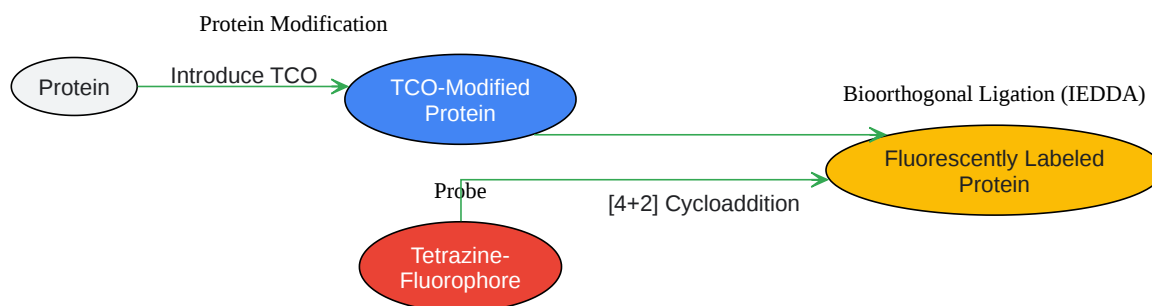 Protein Modification
Protein
Introduce TCO
TCO-Modified
Protein
Bioorthogonal Ligation (IEDDA)
Fluorescently Labeled
Protein
Probe
[4+2] Cycloaddition
Tetrazine-
Fluorophore